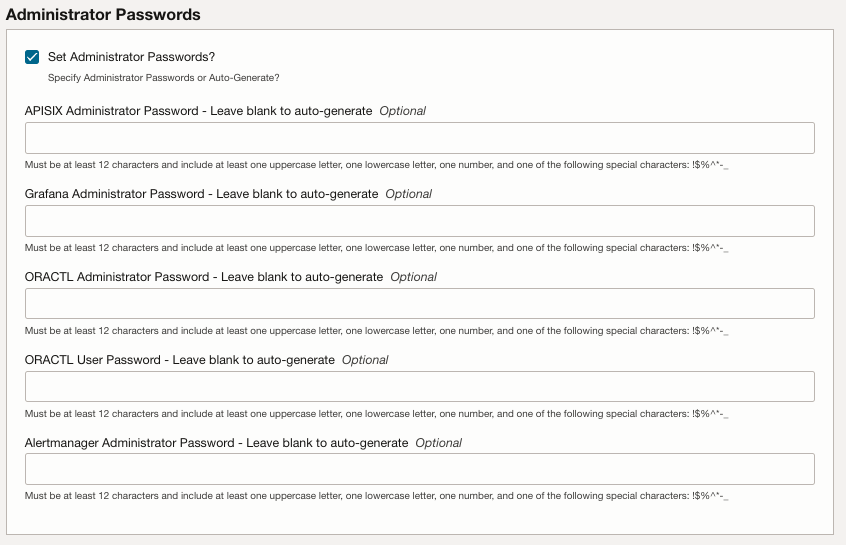 Administrator Passwords
Set Administrator Passwords?
Specify Administrator Passwords or Auto-Generate?
APISIX Administrator Password - Leave blank to auto-generate Optional
Must be at least 12 characters and include at least one uppercase letter, one lowercase letter, one number, and one of the following special characters: !$%^*-_
Grafana Administrator Password - Leave blank to auto-generate Optional
Must be at least 12 characters and include at least one uppercase letter, one lowercase letter, one number, and one of the following special characters: !$%^*-_
ORACTL Administrator Password - Leave blank to auto-generate Optional
Must be at least 12 characters and include at least one uppercase letter, one lowercase letter, one number, and one of the following special characters: !$%^*-_
ORACTL User Password - Leave blank to auto-generate Optional
Must be at least 12 characters and include at least one uppercase letter, one lowercase letter, one number, and one of the following special characters: !$%^*-_
Alertmanager Administrator Password - Leave blank to auto-generate Optional
Must be at least 12 characters and include at least one uppercase letter, one lowercase letter, one number, and one of the following special characters: !$%^*-_